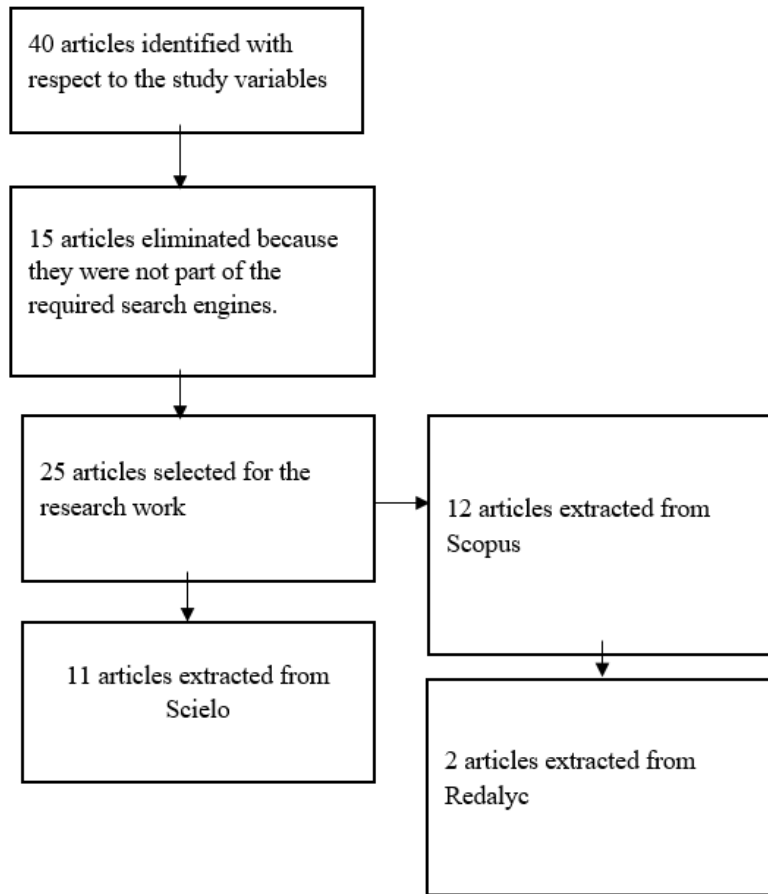 40 articles identified with
respect to the study variables
15 articles eliminated because
they were not part of the
required search engines.
25 articles selected for the
research work
12 articles extracted from
Scopus
11 articles extracted from
Scielo
2 articles extracted from
Redalyc